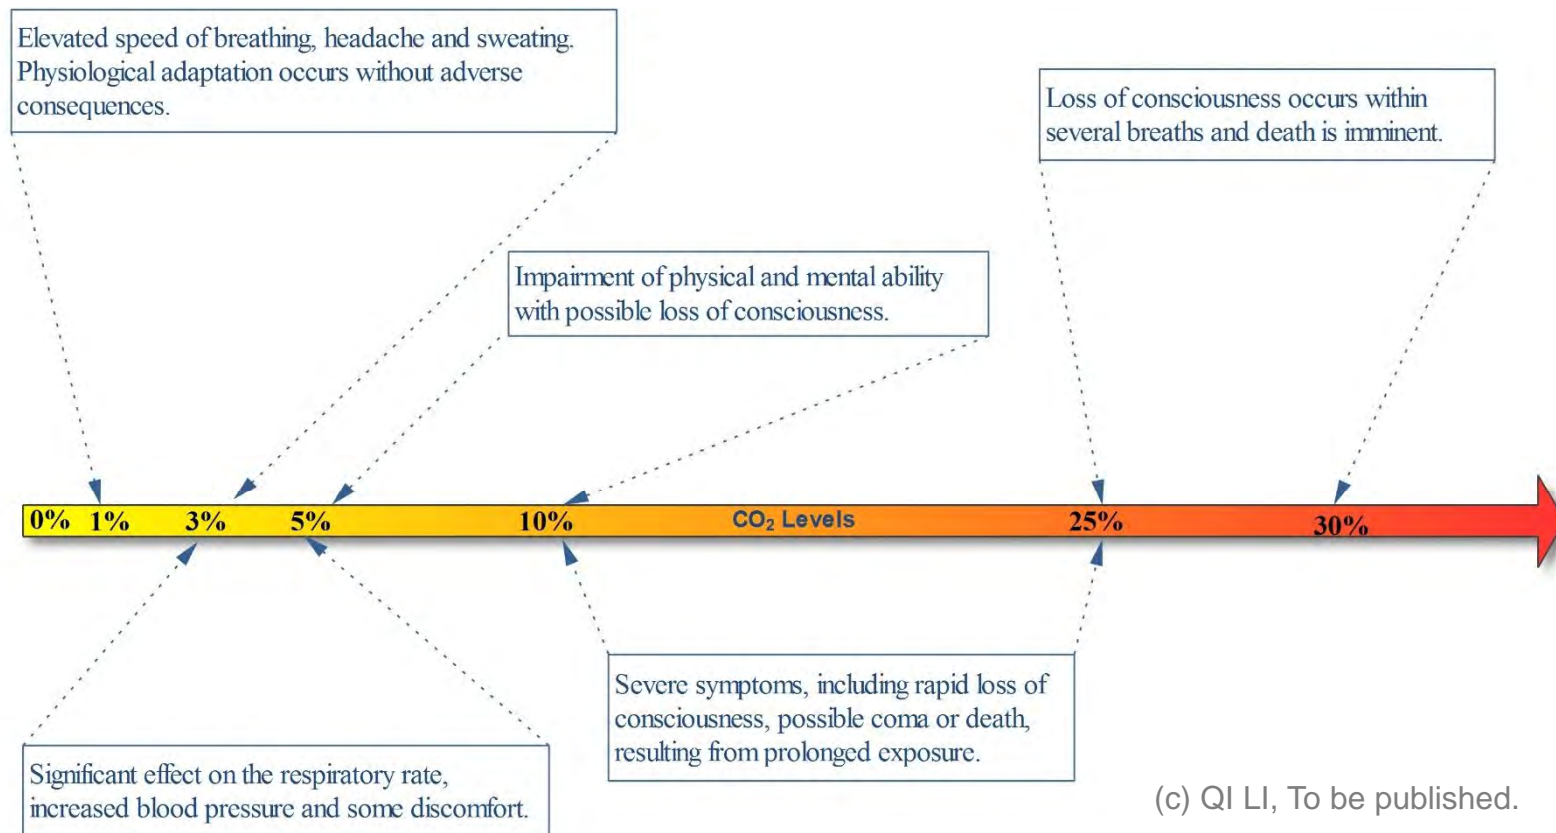 Elevated speed of breathing, headache and sweating.
Physiological adaptation occurs without adverse
consequences.
Loss of consciousness occurs within
several breaths and death is imminent.
Impairment of physical and mental ability
with possible loss of consciousness.
0% 1% 3% 5% 10% CO₂ Levels 25% 30%
Severe symptoms, including rapid loss of
consciousness, possible coma or death,
resulting from prolonged exposure.
Significant effect on the respiratory rate,
increased blood pressure and some discomfort.
(c) QI LI, To be published.